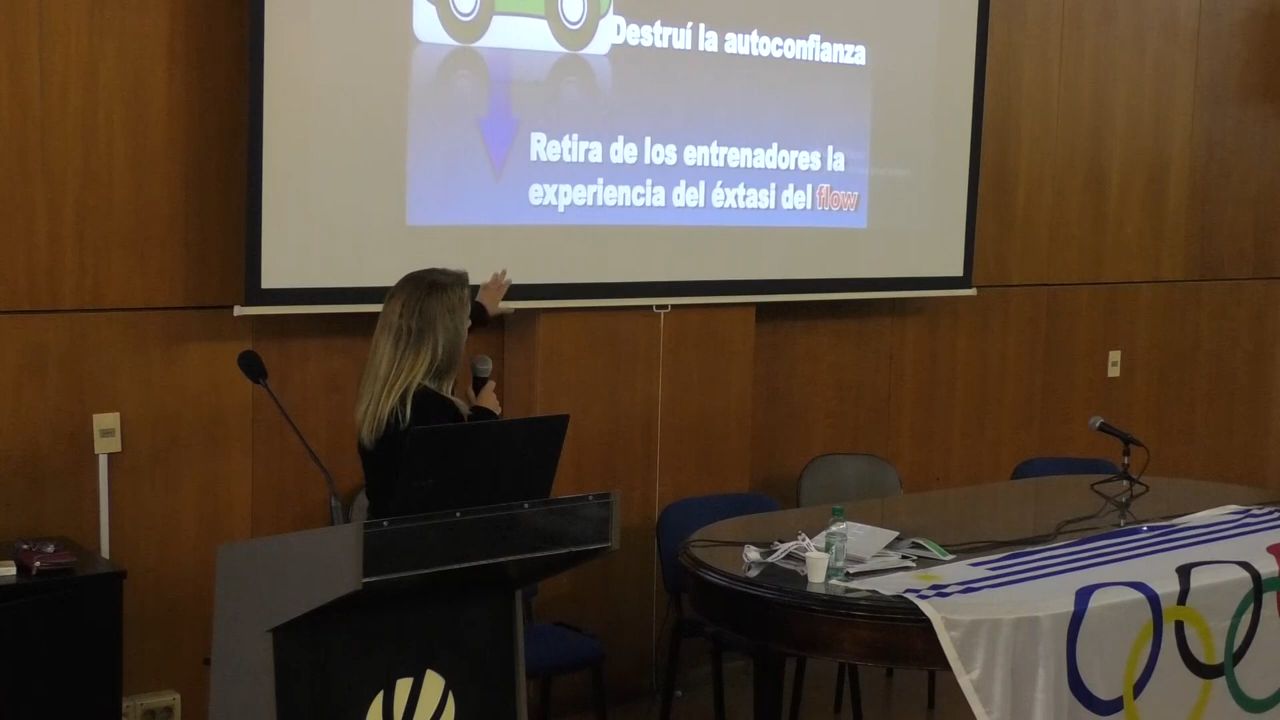 Destruí la autoconfianza
Retira de los entrenadores la
experiencia del éxtasi del flow